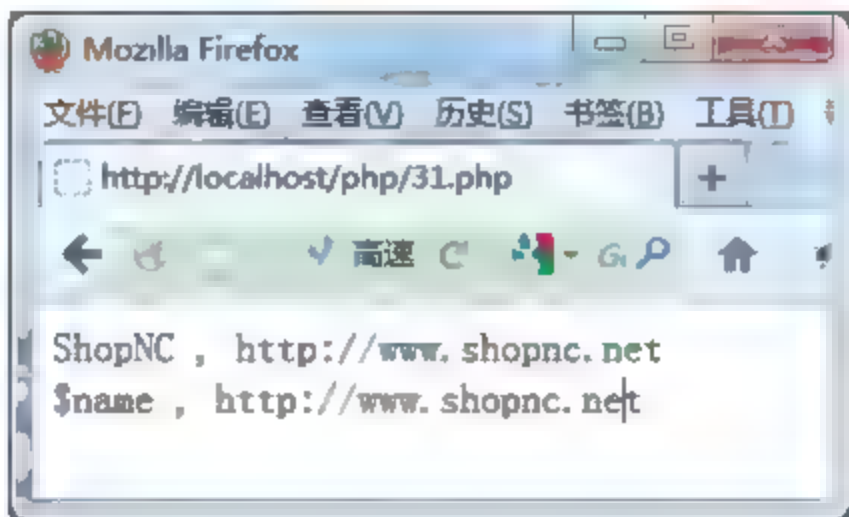 Mozilla Firefox
文件(F) 编辑(E) 查看(V) 历史(S) 书签(B) 工具(T)
http://localhost/php/31.php +
高速
ShopNC , http://www.shopnc.net
$name , http://www.shopnc.net